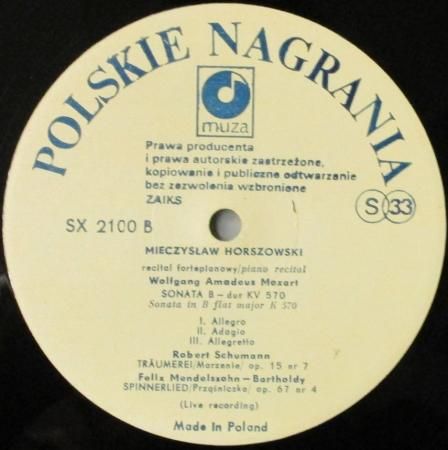 POLSKIE NAGRANIA
muza
Prawa producenta
i prawa autorskie zastrzeżone,
kopiowanie i publiczne odtwarzanie
bez zezwolenia wzbronione
ZAIKS
S 33
SX 2100 B
MIECZYSŁAW HORSZOWSKI
recital fortepianowy/piano recital
Wolfgang Amadeus Mozart
SONATA B – dur KV 570
Sonata in B flat major K 570
I. Allegro
II. Adagio
III. Allegretto
Robert Schumann
TRÄUMEREI/Marzenie/ op. 15 nr 7
Felix Mendelssohn – Bartholdy
SPINNERLIED/Prząśniczka/ op. 67 nr 4
(Live recording)
Made In Poland